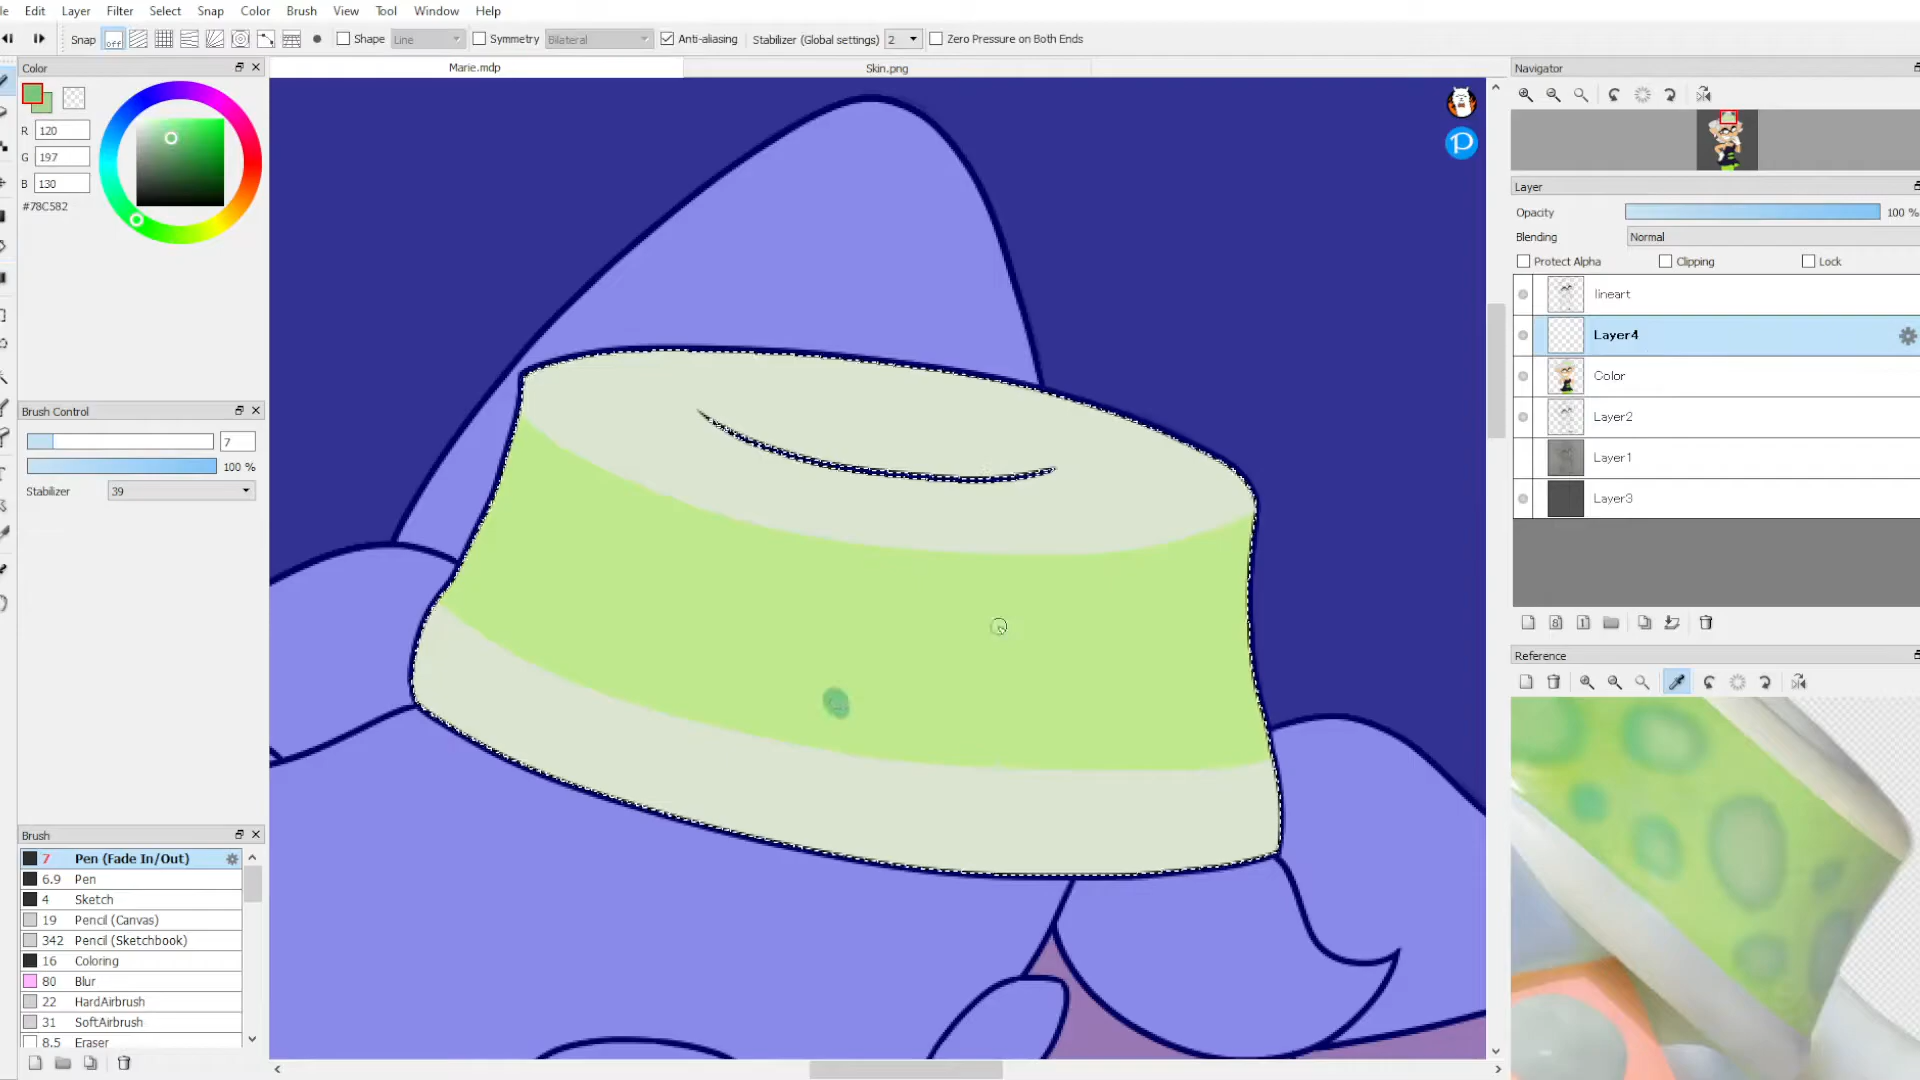 Edit Layer Filter Select Snap Color Brush View Tool Window Help
Snap off Shape Line Symmetry Bilateral Anti-aliasing Stabilizer (Global settings) 2 Zero Pressure on Both Ends
Color
Marie.mdp
Skin.png
Navigator
R 120
G 197
B 130
#78C582
Layer
Opacity 100 %
Blending Normal
Protect Alpha Clipping Lock
lineart
Layer4
Color
Layer2
Layer1
Layer3
Brush Control
7
100 %
Stabilizer 39
Reference
Brush
7 Pen (Fade In/Out)
6.9 Pen
4 Sketch
19 Pencil (Canvas)
342 Pencil (Sketchbook)
16 Coloring
80 Blur
22 HardAirbrush
31 SoftAirbrush
8.5 Eraser